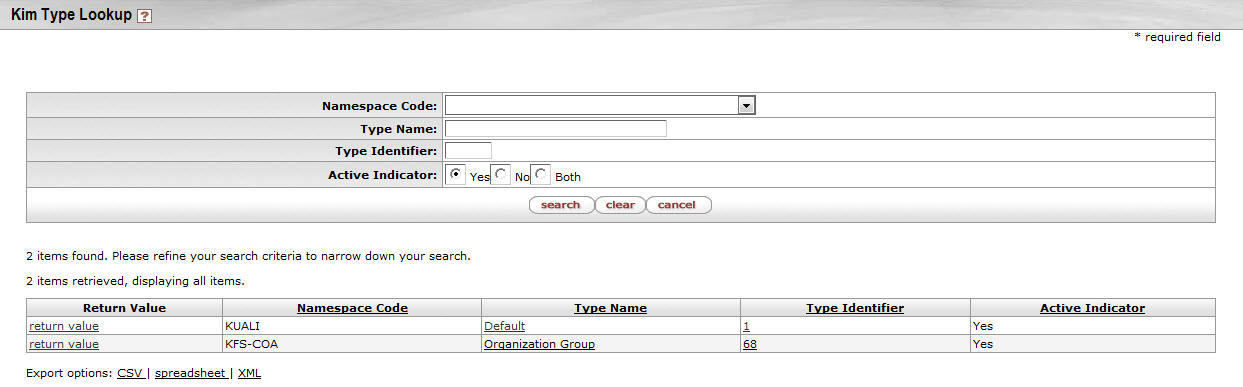 Kim Type Lookup ?
* required field
Namespace Code:
Type Name:
Type Identifier:
Active Indicator: Yes No Both
search clear cancel
2 items found. Please refine your search criteria to narrow down your search.
2 items retrieved, displaying all items.
Return Value Namespace Code Type Name Type Identifier Active Indicator
return value KUALI Default 1 Yes
return value KFS-COA Organization Group 68 Yes
Export options: CSV | spreadsheet | XML